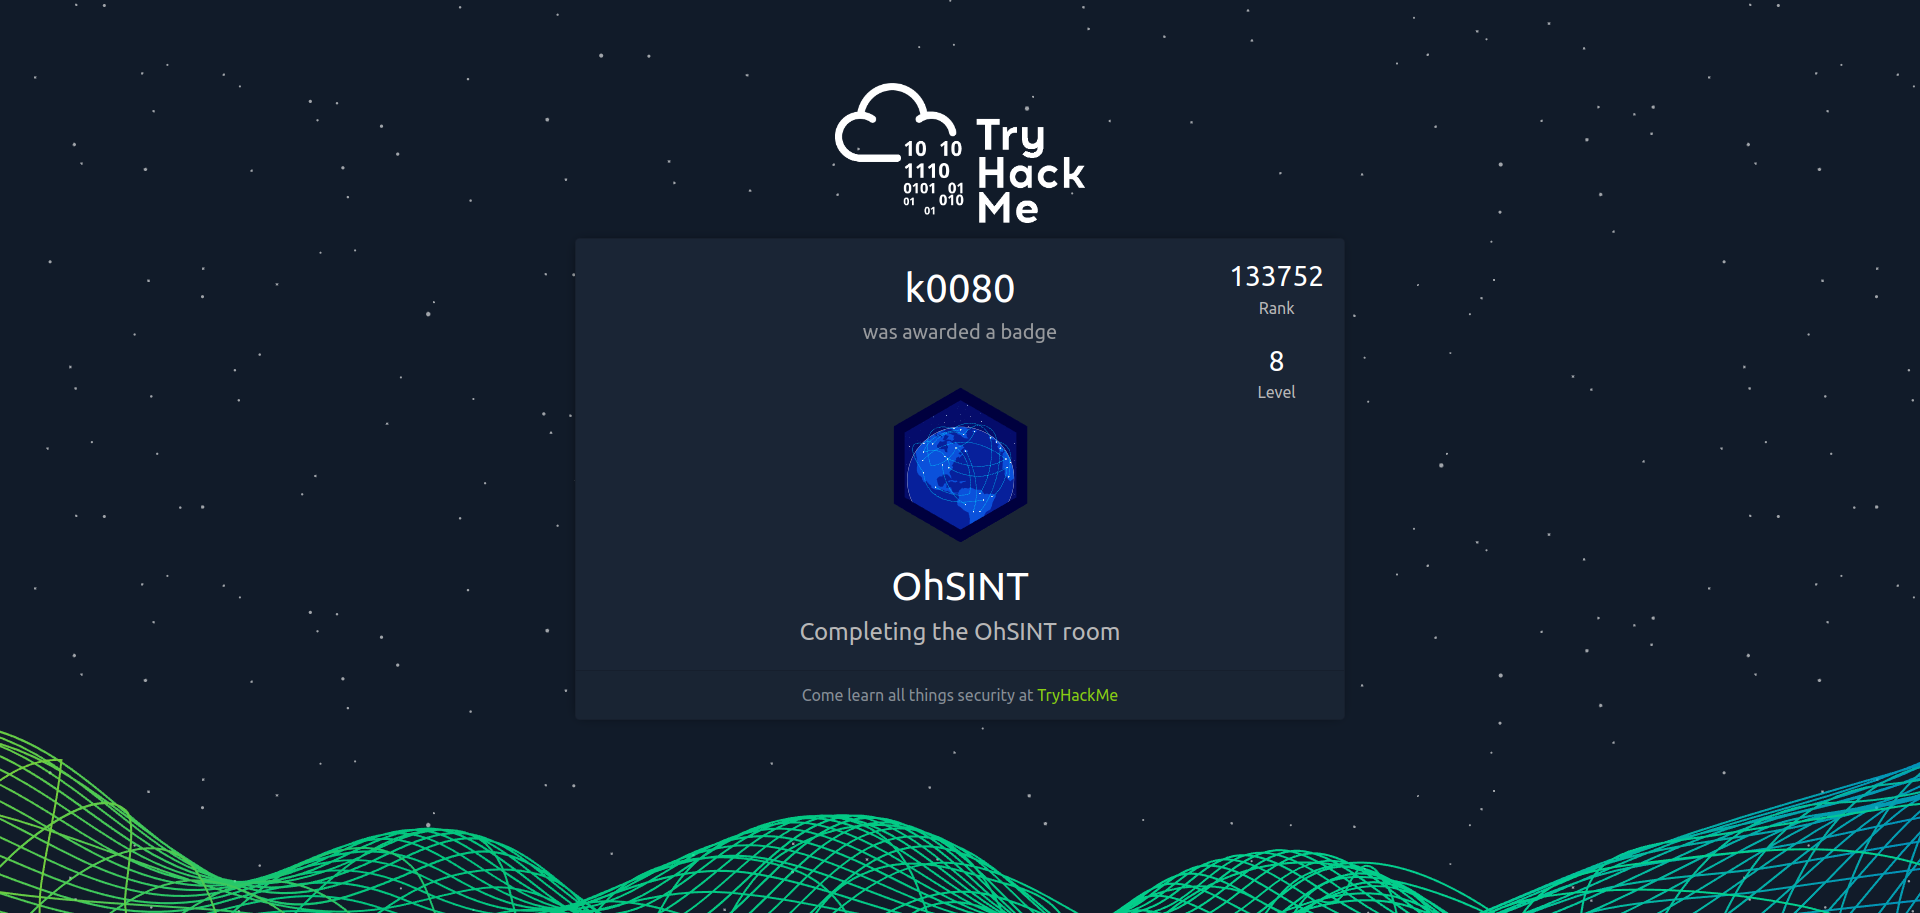 10 10
1110
0101 01
01 010
01
Try
Hack
Me
k0080
was awarded a badge
133752
Rank
8
Level
OhSINT
Completing the OhSINT room
Come learn all things security at TryHackMe